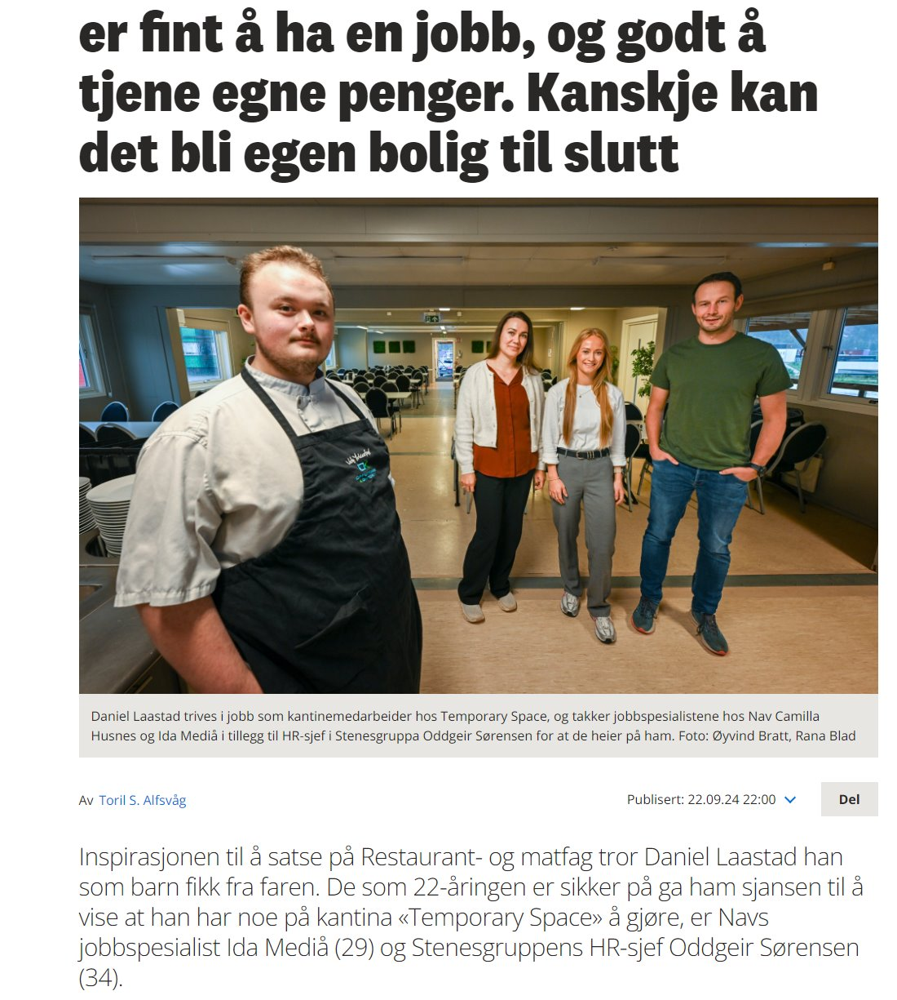 er fint å ha en jobb, og godt å
tjene egne penger. Kanskje kan
det bli egen bolig til slutt
Daniel Laastad trives i jobb som kantinemedarbeider hos Temporary Space, og takker jobbspesialistene hos Nav Camilla
Husnes og Ida Mediå i tillegg til HR-sjef i Stenesgruppa Oddgeir Sørensen for at de heier på ham. Foto: Øyvind Bratt, Rana Blad
Av Toril S. Alfsvåg
Publisert: 22.09.24 22:00
Del
Inspirasjonen til å satse på Restaurant- og matfag tror Daniel Laastad han
som barn fikk fra faren. De som 22-åringen er sikker på ga ham sjansen til å
vise at han har noe på kantina «Temporary Space» å gjøre, er Navs
jobbspesialist Ida Mediå (29) og Stenesgruppens HR-sjef Oddgeir Sørensen
(34).